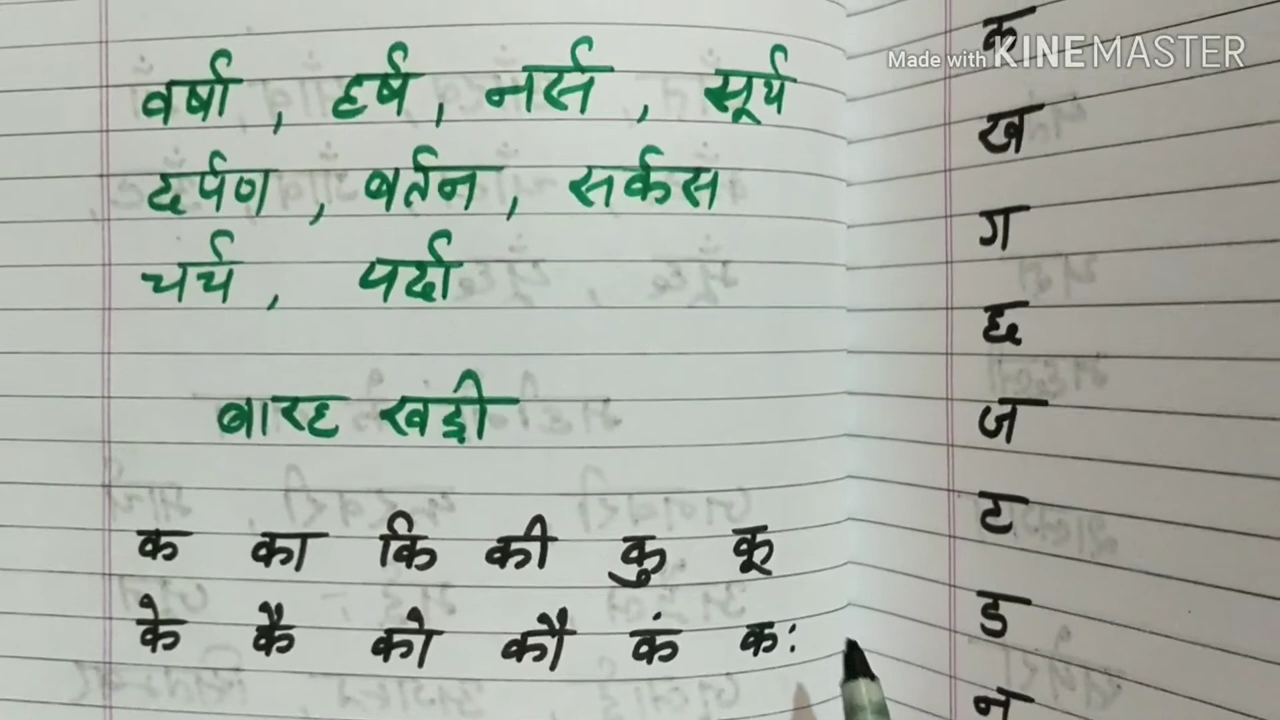 वर्षा, हर्ष, नर्स, सूर्य
दर्पण, बर्तन, सर्कस
चर्च, पर्दा
बारह खड़ी
क का कि की कु कू
के कै को कौ कं कः
Made with KINEMASTER
क
ख
ग
छ
ज
ट
ड
न